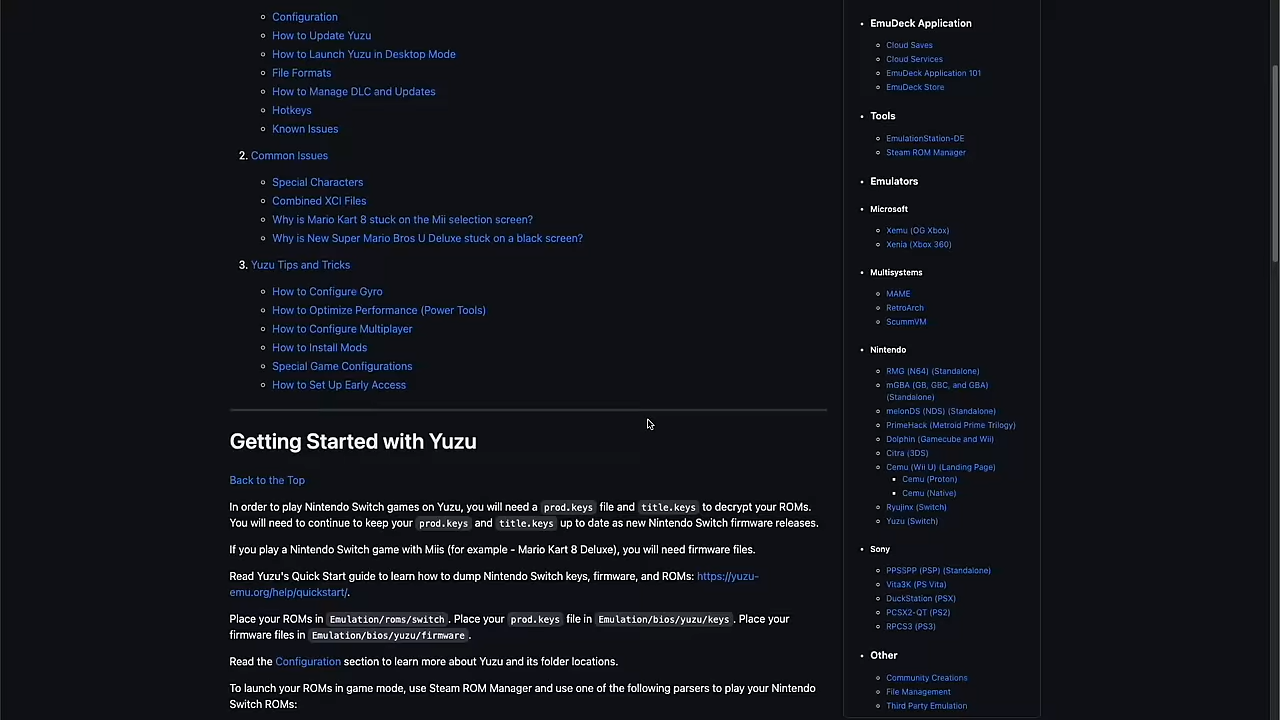 Configuration
How to Update Yuzu
How to Launch Yuzu in Desktop Mode
File Formats
How to Manage DLC and Updates
Hotkeys
Known Issues
2. Common Issues
Special Characters
Combined XCI Files
Why is Mario Kart 8 stuck on the Mii selection screen?
Why is New Super Mario Bros U Deluxe stuck on a black screen?
3. Yuzu Tips and Tricks
How to Configure Gyro
How to Optimize Performance (Power Tools)
How to Configure Multiplayer
How to Install Mods
Special Game Configurations
How to Set Up Early Access
Getting Started with Yuzu
Back to the Top
In order to play Nintendo Switch games on Yuzu, you will need a prod.keys file and title.keys to decrypt your ROMs.
You will need to continue to keep your prod.keys and title.keys up to date as new Nintendo Switch firmware releases.
If you play a Nintendo Switch game with Miis (for example - Mario Kart 8 Deluxe), you will need firmware files.
Read Yuzu's Quick Start guide to learn how to dump Nintendo Switch keys, firmware, and ROMs: https://yuzu-
emu.org/help/quickstart/.
Place your ROMs in Emulation/roms/switch. Place your prod.keys file in Emulation/bios/yuzu/keys. Place your
firmware files in Emulation/bios/yuzu/firmware.
Read the Configuration section to learn more about Yuzu and its folder locations.
To launch your ROMs in game mode, use Steam ROM Manager and use one of the following parsers to play your Nintendo
Switch ROMs:
EmuDeck Application
Cloud Saves
Cloud Services
EmuDeck Application 101
EmuDeck Store
Tools
EmulationStation-DE
Steam ROM Manager
Emulators
Microsoft
Xemu (OG Xbox)
Xenia (Xbox 360)
Multisystems
MAME
RetroArch
ScummVM
Nintendo
RMG (N64) (Standalone)
mGBA (GB, GBC, and GBA)
(Standalone)
melonDS (NDS) (Standalone)
PrimeHack (Metroid Prime Trilogy)
Dolphin (Gamecube and Wii)
Citra (3DS)
Cemu (Wii U) (Landing Page)
Cemu (Proton)
Cemu (Native)
Ryujinx (Switch)
Yuzu (Switch)
Sony
PPSSPP (PSP) (Standalone)
Vita3K (PS Vita)
DuckStation (PSX)
PCSX2-QT (PS2)
RPCS3 (PS3)
Other
Community Creations
File Management
Third Party Emulation